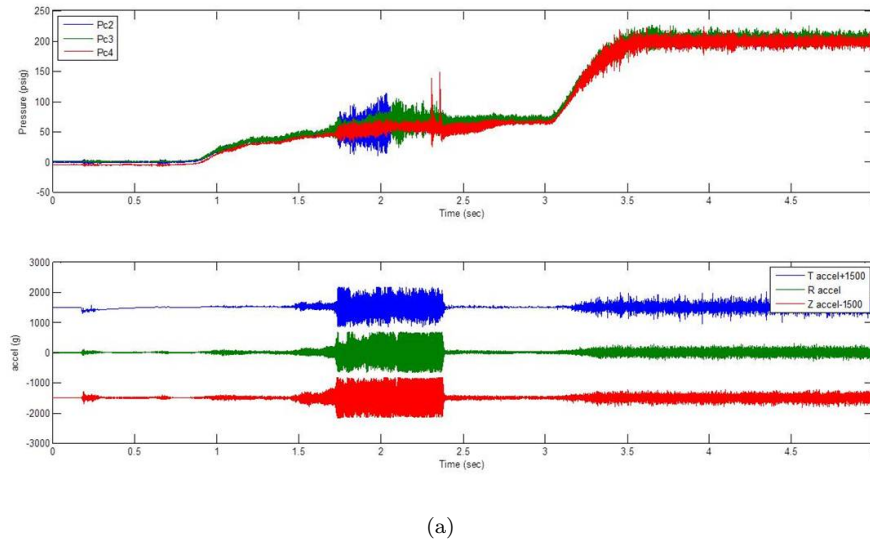 250
200
150
100
50
0
-50
Pressure (psig)
Pc2
Pc3
Pc4
0 0.5 1 1.5 2 2.5 3 3.5 4 4.5
Time (sec)
3000
2000
1000
0
-1000
-2000
-3000
accel (g)
T accel+1500
R accel
Z accel-1500
0 0.5 1 1.5 2 2.5 3 3.5 4 4.5
Time (sec)
(a)